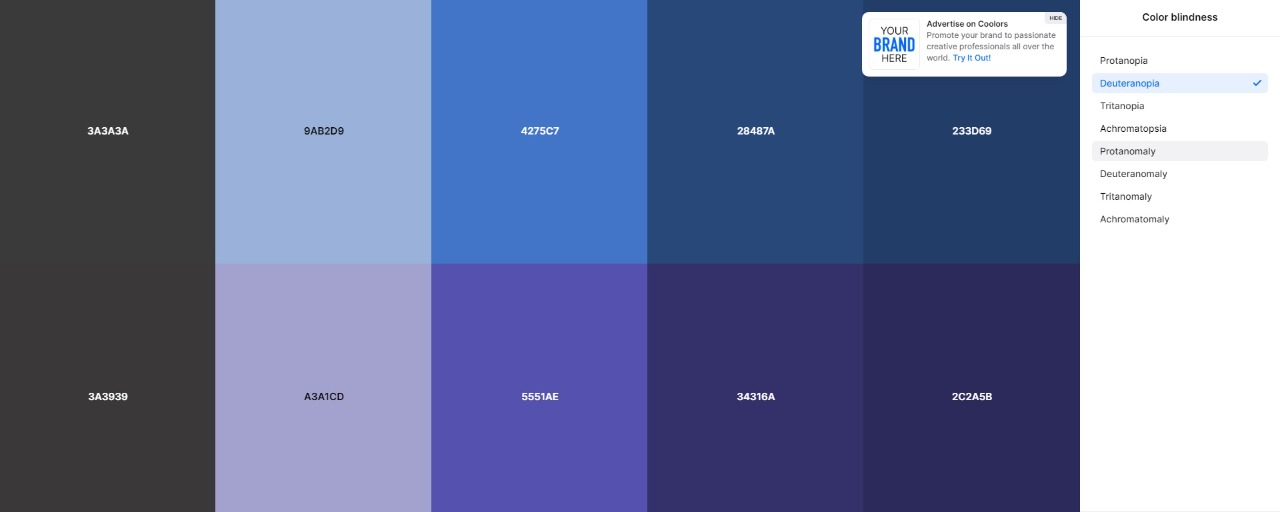 3A3A3A
9AB2D9
4275C7
28487A
233D69
3A3939
A3A1CD
5551AE
34316A
2C2A5B
HIDE
YOUR
BRAND
HERE
Advertise on Coolors
Promote your brand to passionate
creative professionals all over the
world. Try It Out!
Color blindness
Protanopia
Deuteranopia
Tritanopia
Achromatopsia
Protanomaly
Deuteranomaly
Tritanomaly
Achromatomaly